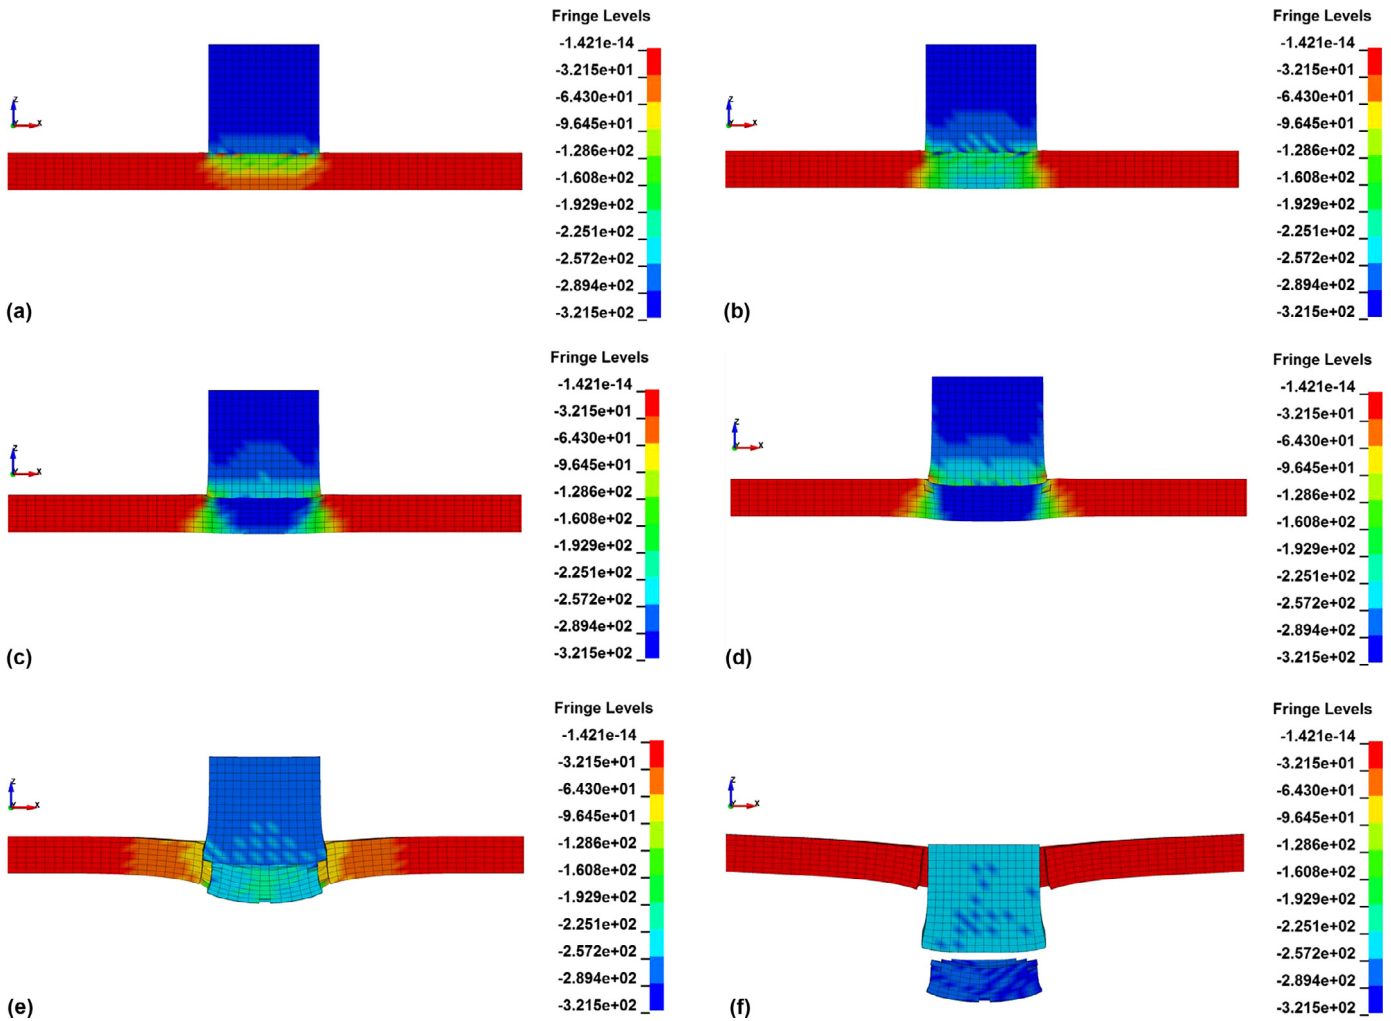 Fringe Levels
-1.421e-14
-3.215e+01
-6.430e+01
-9.645e+01
-1.286e+02
-1.608e+02
-1.929e+02
-2.251e+02
-2.572e+02
-2.894e+02
-3.215e+02
Z
Y
X
(a)
Fringe Levels
-1.421e-14
-3.215e+01
-6.430e+01
-9.645e+01
-1.286e+02
-1.608e+02
-1.929e+02
-2.251e+02
-2.572e+02
-2.894e+02
-3.215e+02
Z
Y
X
(b)
Fringe Levels
-1.421e-14
-3.215e+01
-6.430e+01
-9.645e+01
-1.286e+02
-1.608e+02
-1.929e+02
-2.251e+02
-2.572e+02
-2.894e+02
-3.215e+02
Z
Y
X
(c)
Fringe Levels
-1.421e-14
-3.215e+01
-6.430e+01
-9.645e+01
-1.286e+02
-1.608e+02
-1.929e+02
-2.251e+02
-2.572e+02
-2.894e+02
-3.215e+02
Z
Y
X
(d)
Fringe Levels
-1.421e-14
-3.215e+01
-6.430e+01
-9.645e+01
-1.286e+02
-1.608e+02
-1.929e+02
-2.251e+02
-2.572e+02
-2.894e+02
-3.215e+02
Z
Y
X
(e)
Fringe Levels
-1.421e-14
-3.215e+01
-6.430e+01
-9.645e+01
-1.286e+02
-1.608e+02
-1.929e+02
-2.251e+02
-2.572e+02
-2.894e+02
-3.215e+02
Z
Y
X
(f)